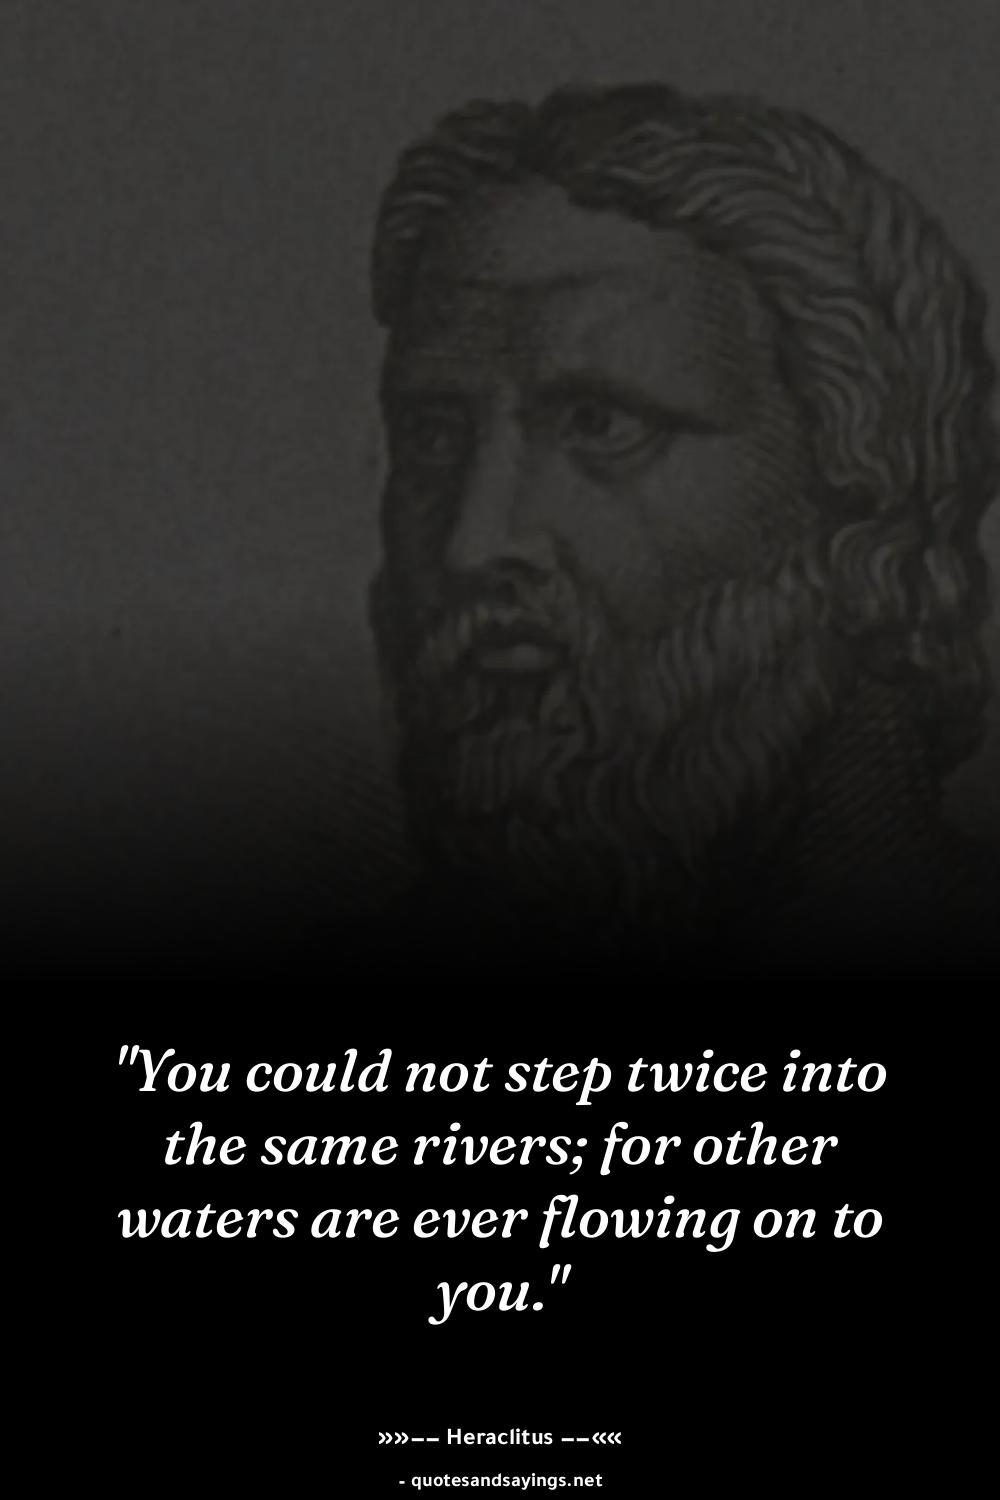 "You could not step twice into
the same rivers; for other
waters are ever flowing on to
you."
»»–– Heraclitus ––««
- quotesandsayings.net